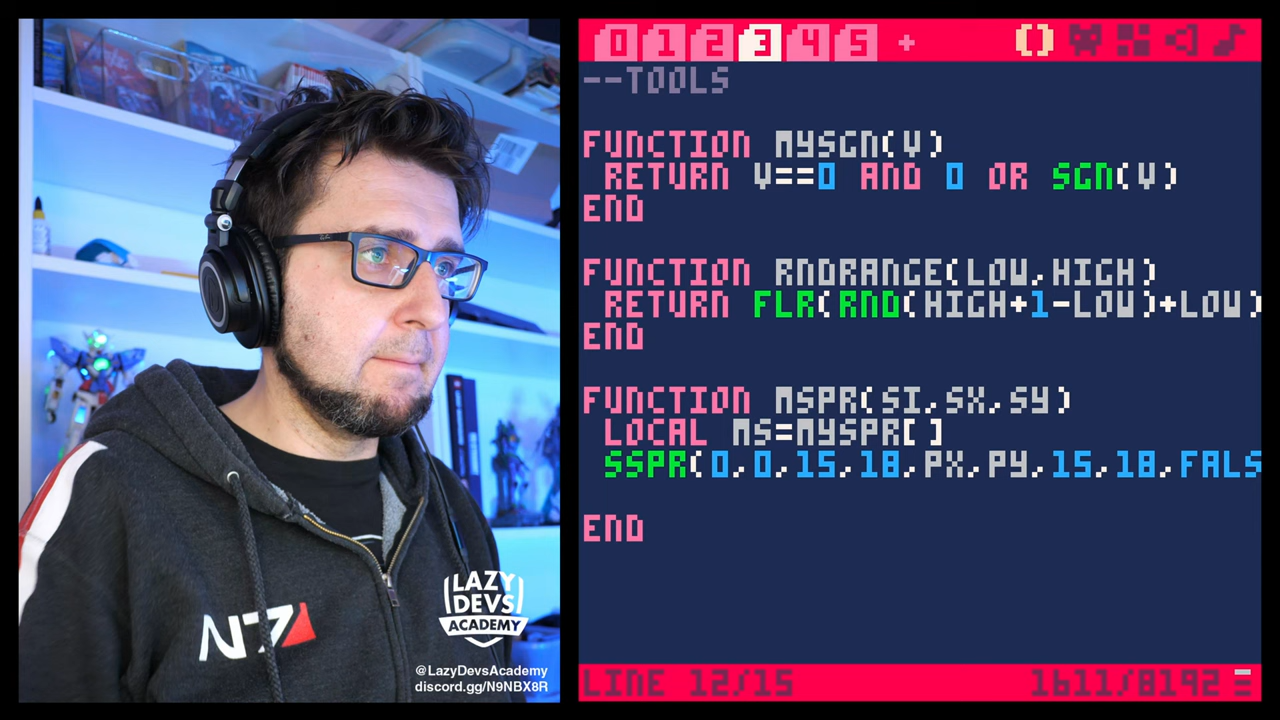 N7
LAZY
DEVS
ACADEMY
@LazyDevsAcademy
discord.gg/N9NBX8R
0 1 2 3 4 5 +
--TOOLS
FUNCTION MYSGN(V)
RETURN V==0 AND 0 OR SGN(V)
END
FUNCTION RNDRANGE(LOW,HIGH)
RETURN FLR(RND(HIGH+1-LOW)+LOW)
END
FUNCTION MSPR(SI,SX,SY)
LOCAL MS=MYSPR[]
SSPR(0,0,15,18,PX,PY,15,18,FALS
END
LINE 12/15
1611/8192